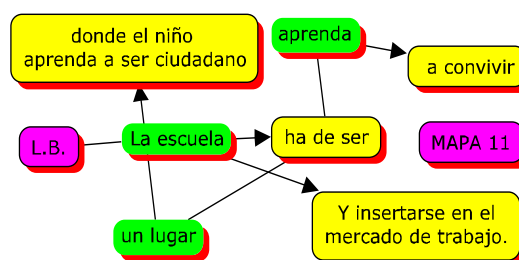 donde el niño
aprenda a ser ciudadano
aprenda
a convivir
L.B.
La escuela
ha de ser
MAPA 11
un lugar
Y insertarse en el
mercado de trabajo.